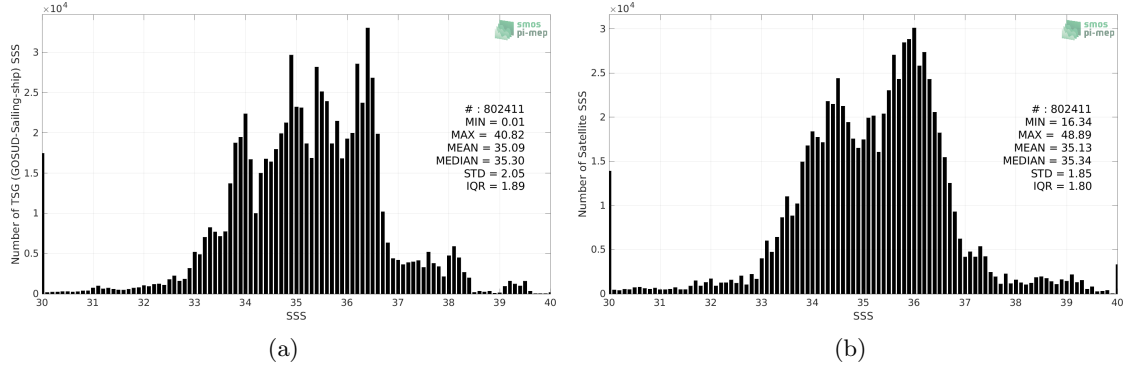 ×10⁴
smos
pi-mep
Number of TSG (GOSUD-Sailing-ship) SSS
3
2.5
2
1.5
1
0.5
0
# : 802411
MIN = 0.01
MAX = 40.82
MEAN = 35.09
MEDIAN = 35.30
STD = 2.05
IQR = 1.89
30 31 32 33 34 35 36 37 38 39 40
SSS
(a)
×10⁴
smos
pi-mep
Number of Satellite SSS
3
2.5
2
1.5
1
0.5
0
# : 802411
MIN = 16.34
MAX = 48.89
MEAN = 35.13
MEDIAN = 35.34
STD = 1.85
IQR = 1.80
30 31 32 33 34 35 36 37 38 39 40
SSS
(b)